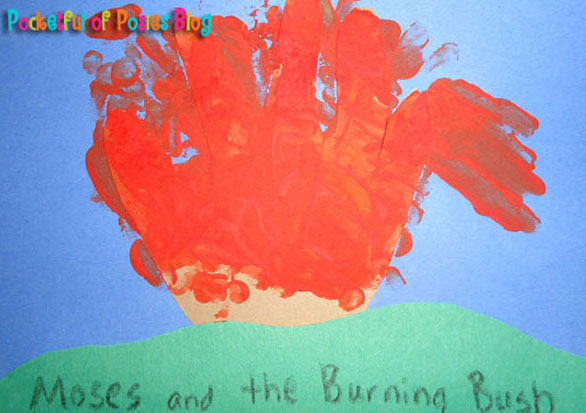 Pocketful of Posies Blog
Moses and the Burning Bush